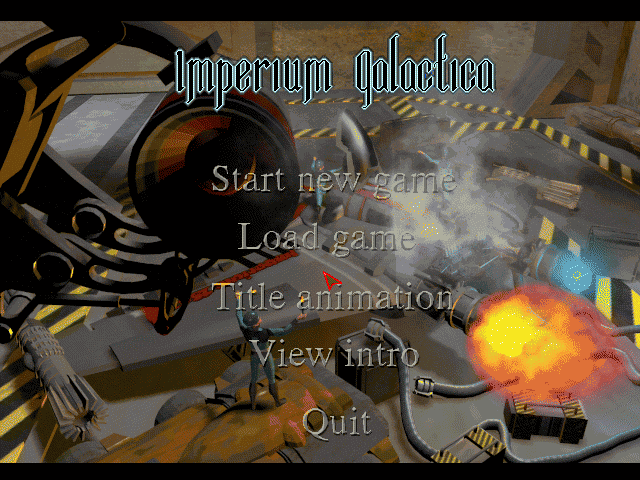 Imperium Galactica
Start new game
Load game
Title animation
View intro
Quit